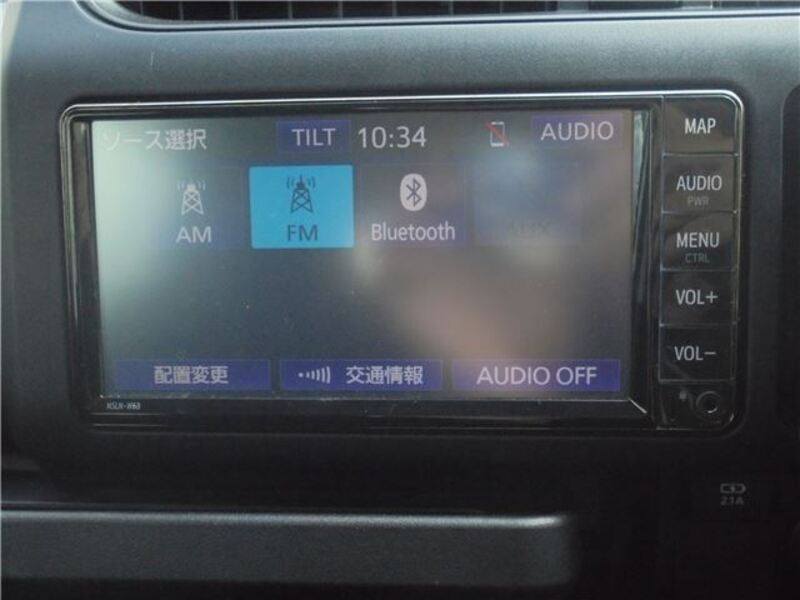 ソース選択 TILT 10:34 AUDIO
AM FM Bluetooth AUX
配置変更 交通情報 AUDIO OFF
MAP
AUDIO
PWR
MENU
CTRL
VOL+
VOL-
2.1A